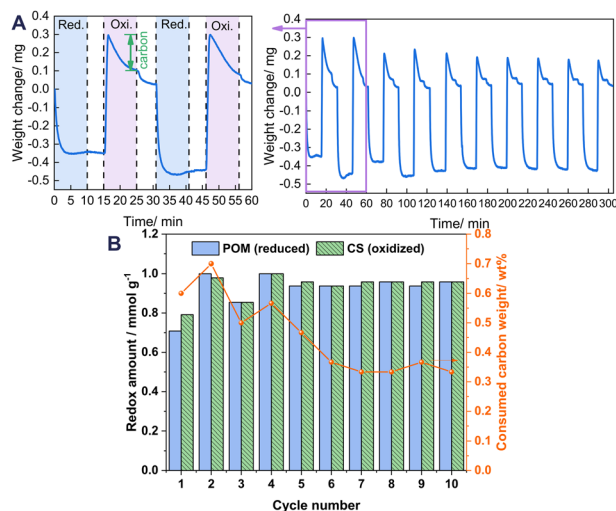 A
Red. Oxi. Red. Oxi.
carbon
Weight change/ mg
0.4
0.3
0.2
0.1
0.0
-0.1
-0.2
-0.3
-0.4
-0.5
0 5 10 15 20 25 30 35 40 45 50 55 60
Time/ min
Weight change/ mg
0.4
0.3
0.2
0.1
0.0
-0.1
-0.2
-0.3
-0.4
-0.5
0 20 40 60 80 100 120 140 160 180 200 220 240 260 280 300
Time/ min
B
POM (reduced) CS (oxidized)
Redox amount / mmol g⁻¹
1.2
1.0
0.8
0.6
0.4
0.2
0.0
1 2 3 4 5 6 7 8 9 10
Cycle number
0.8
0.7
0.6
0.5
0.4
0.3
0.2
0.1
0.0
Consumed carbon weight/ wt%